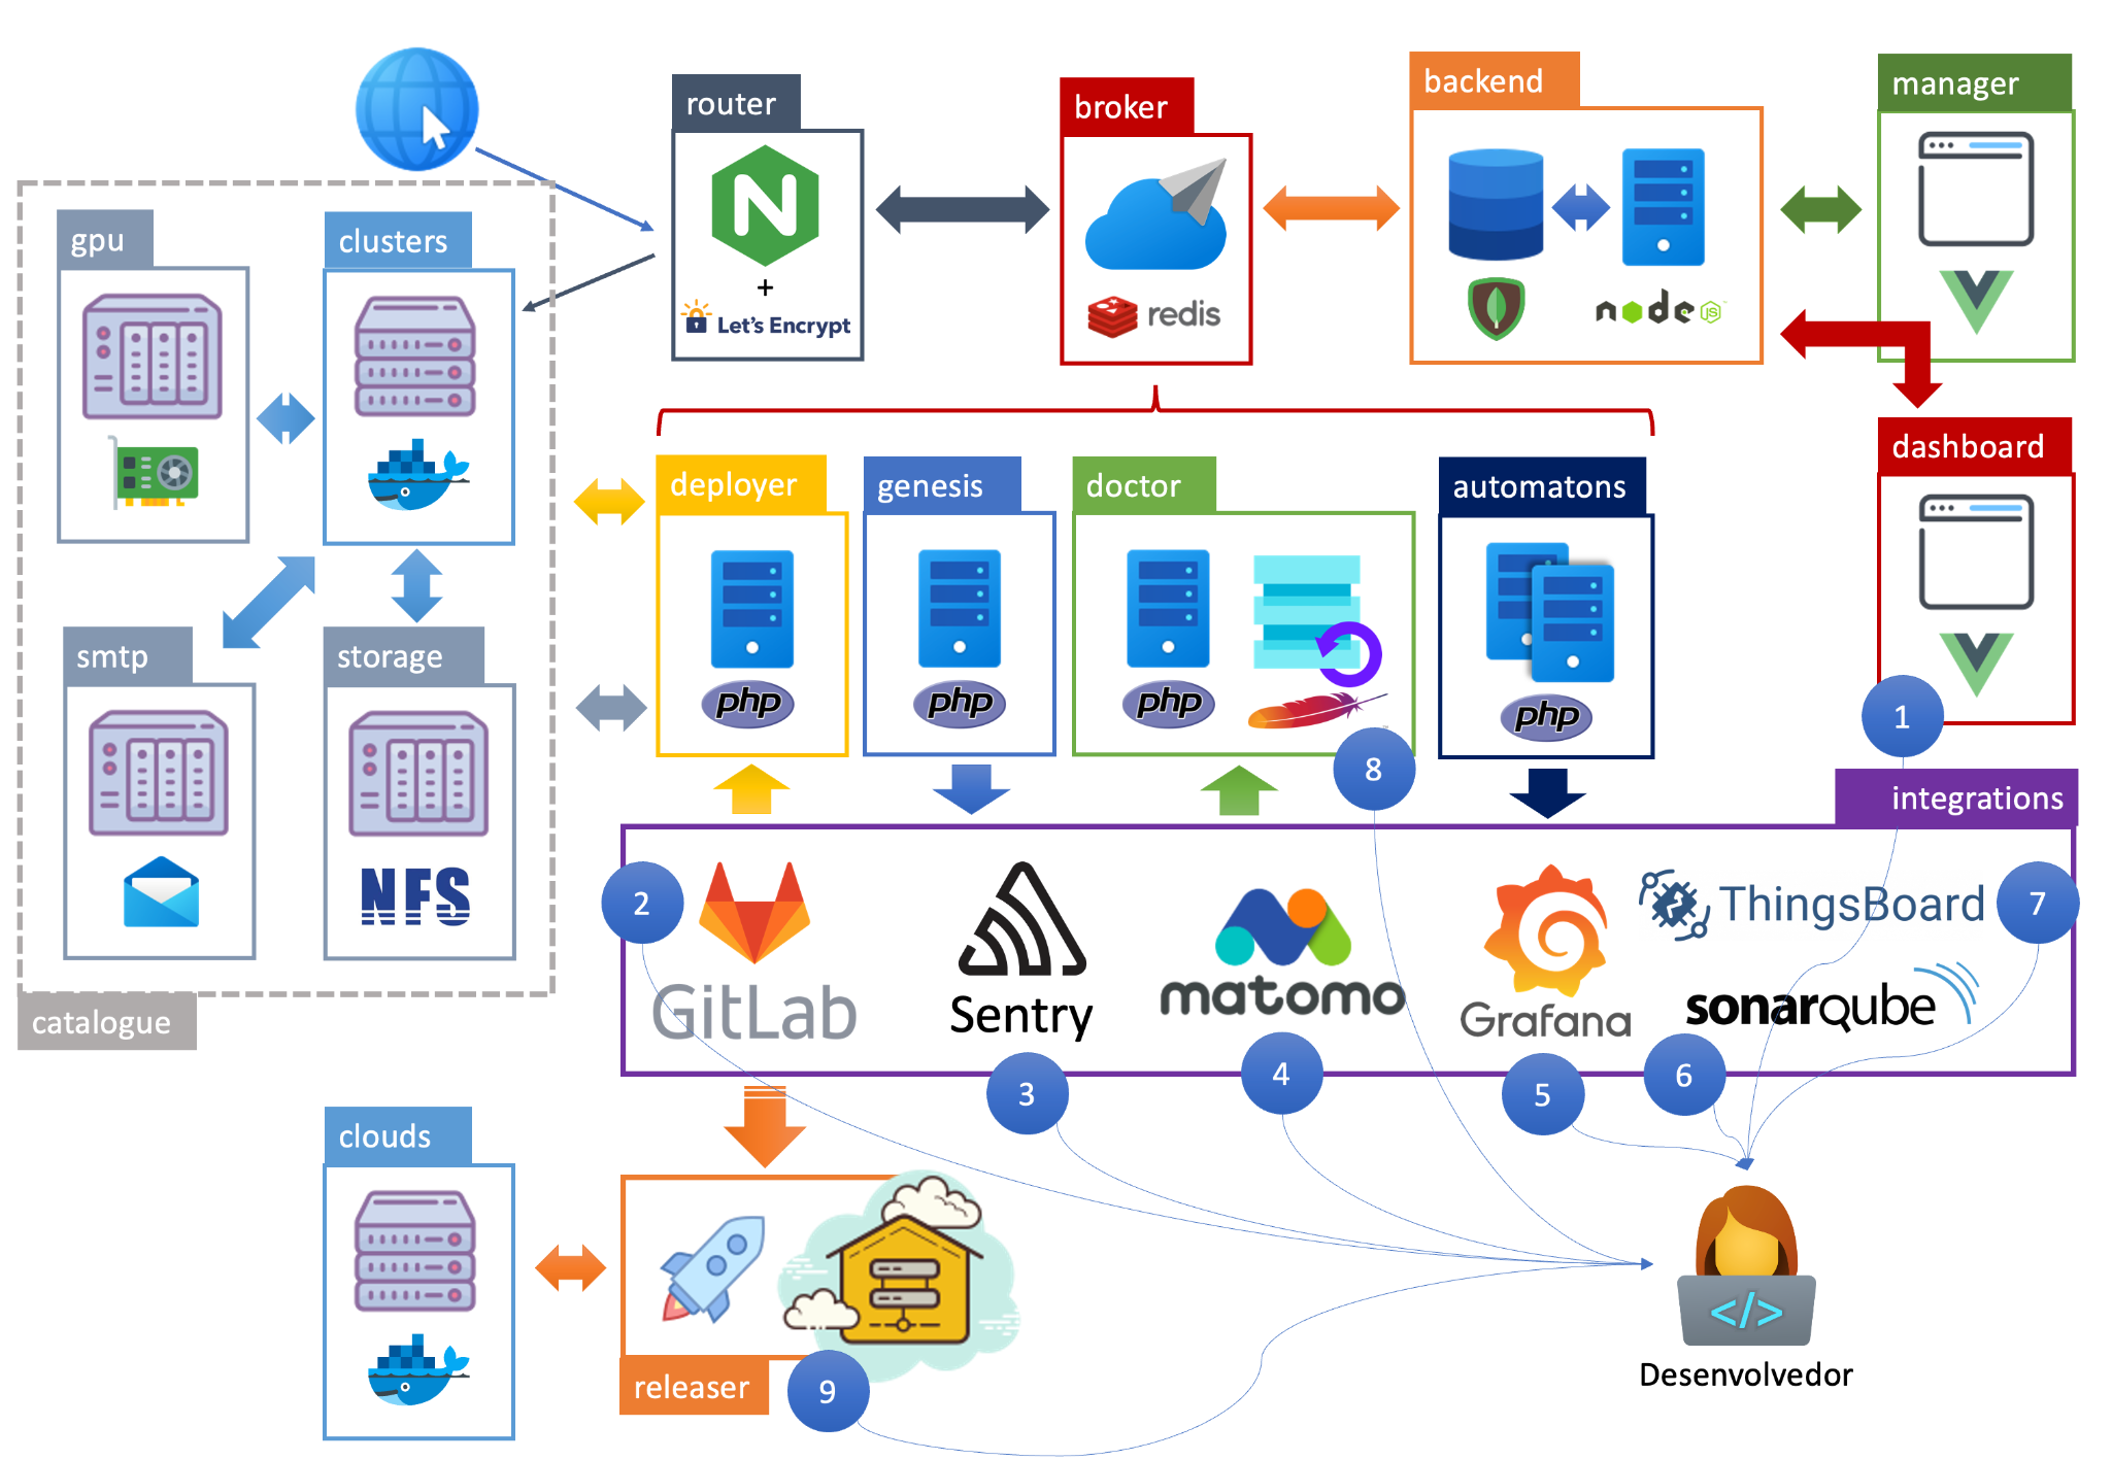 router
broker
backend
manager
gpu
clusters
+
Let's Encrypt
redis
node
JS
dashboard
deployer
genesis
doctor
automatons
smtp
storage
php
php
php
php
1
8
integrations
NFS
2
GitLab
Sentry
matomo
Grafana
ThingsBoard
7
sonarqube
catalogue
3
4
5
6
clouds
</>
releaser
9
Desenvolvedor